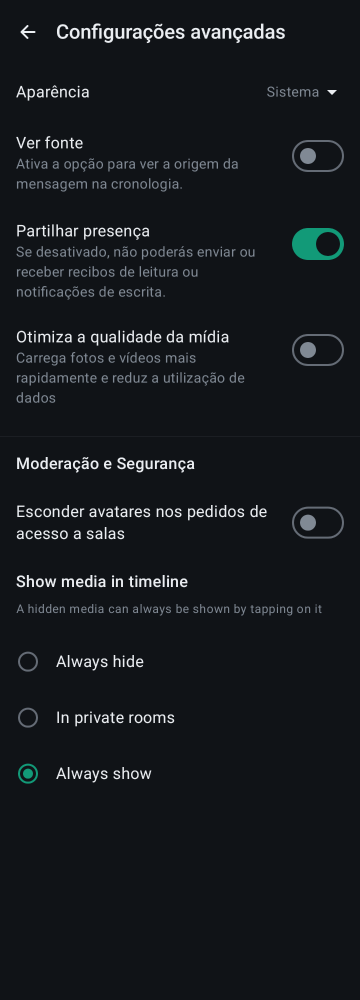 Configurações avançadas
Aparência
Sistema
Ver fonte
Ativa a opção para ver a origem da
mensagem na cronologia.
Partilhar presença
Se desativado, não poderás enviar ou
receber recibos de leitura ou
notificações de escrita.
Otimiza a qualidade da mídia
Carrega fotos e vídeos mais
rapidamente e reduz a utilização de
dados
Moderação e Segurança
Esconder avatares nos pedidos de
acesso a salas
Show media in timeline
A hidden media can always be shown by tapping on it
Always hide
In private rooms
Always show